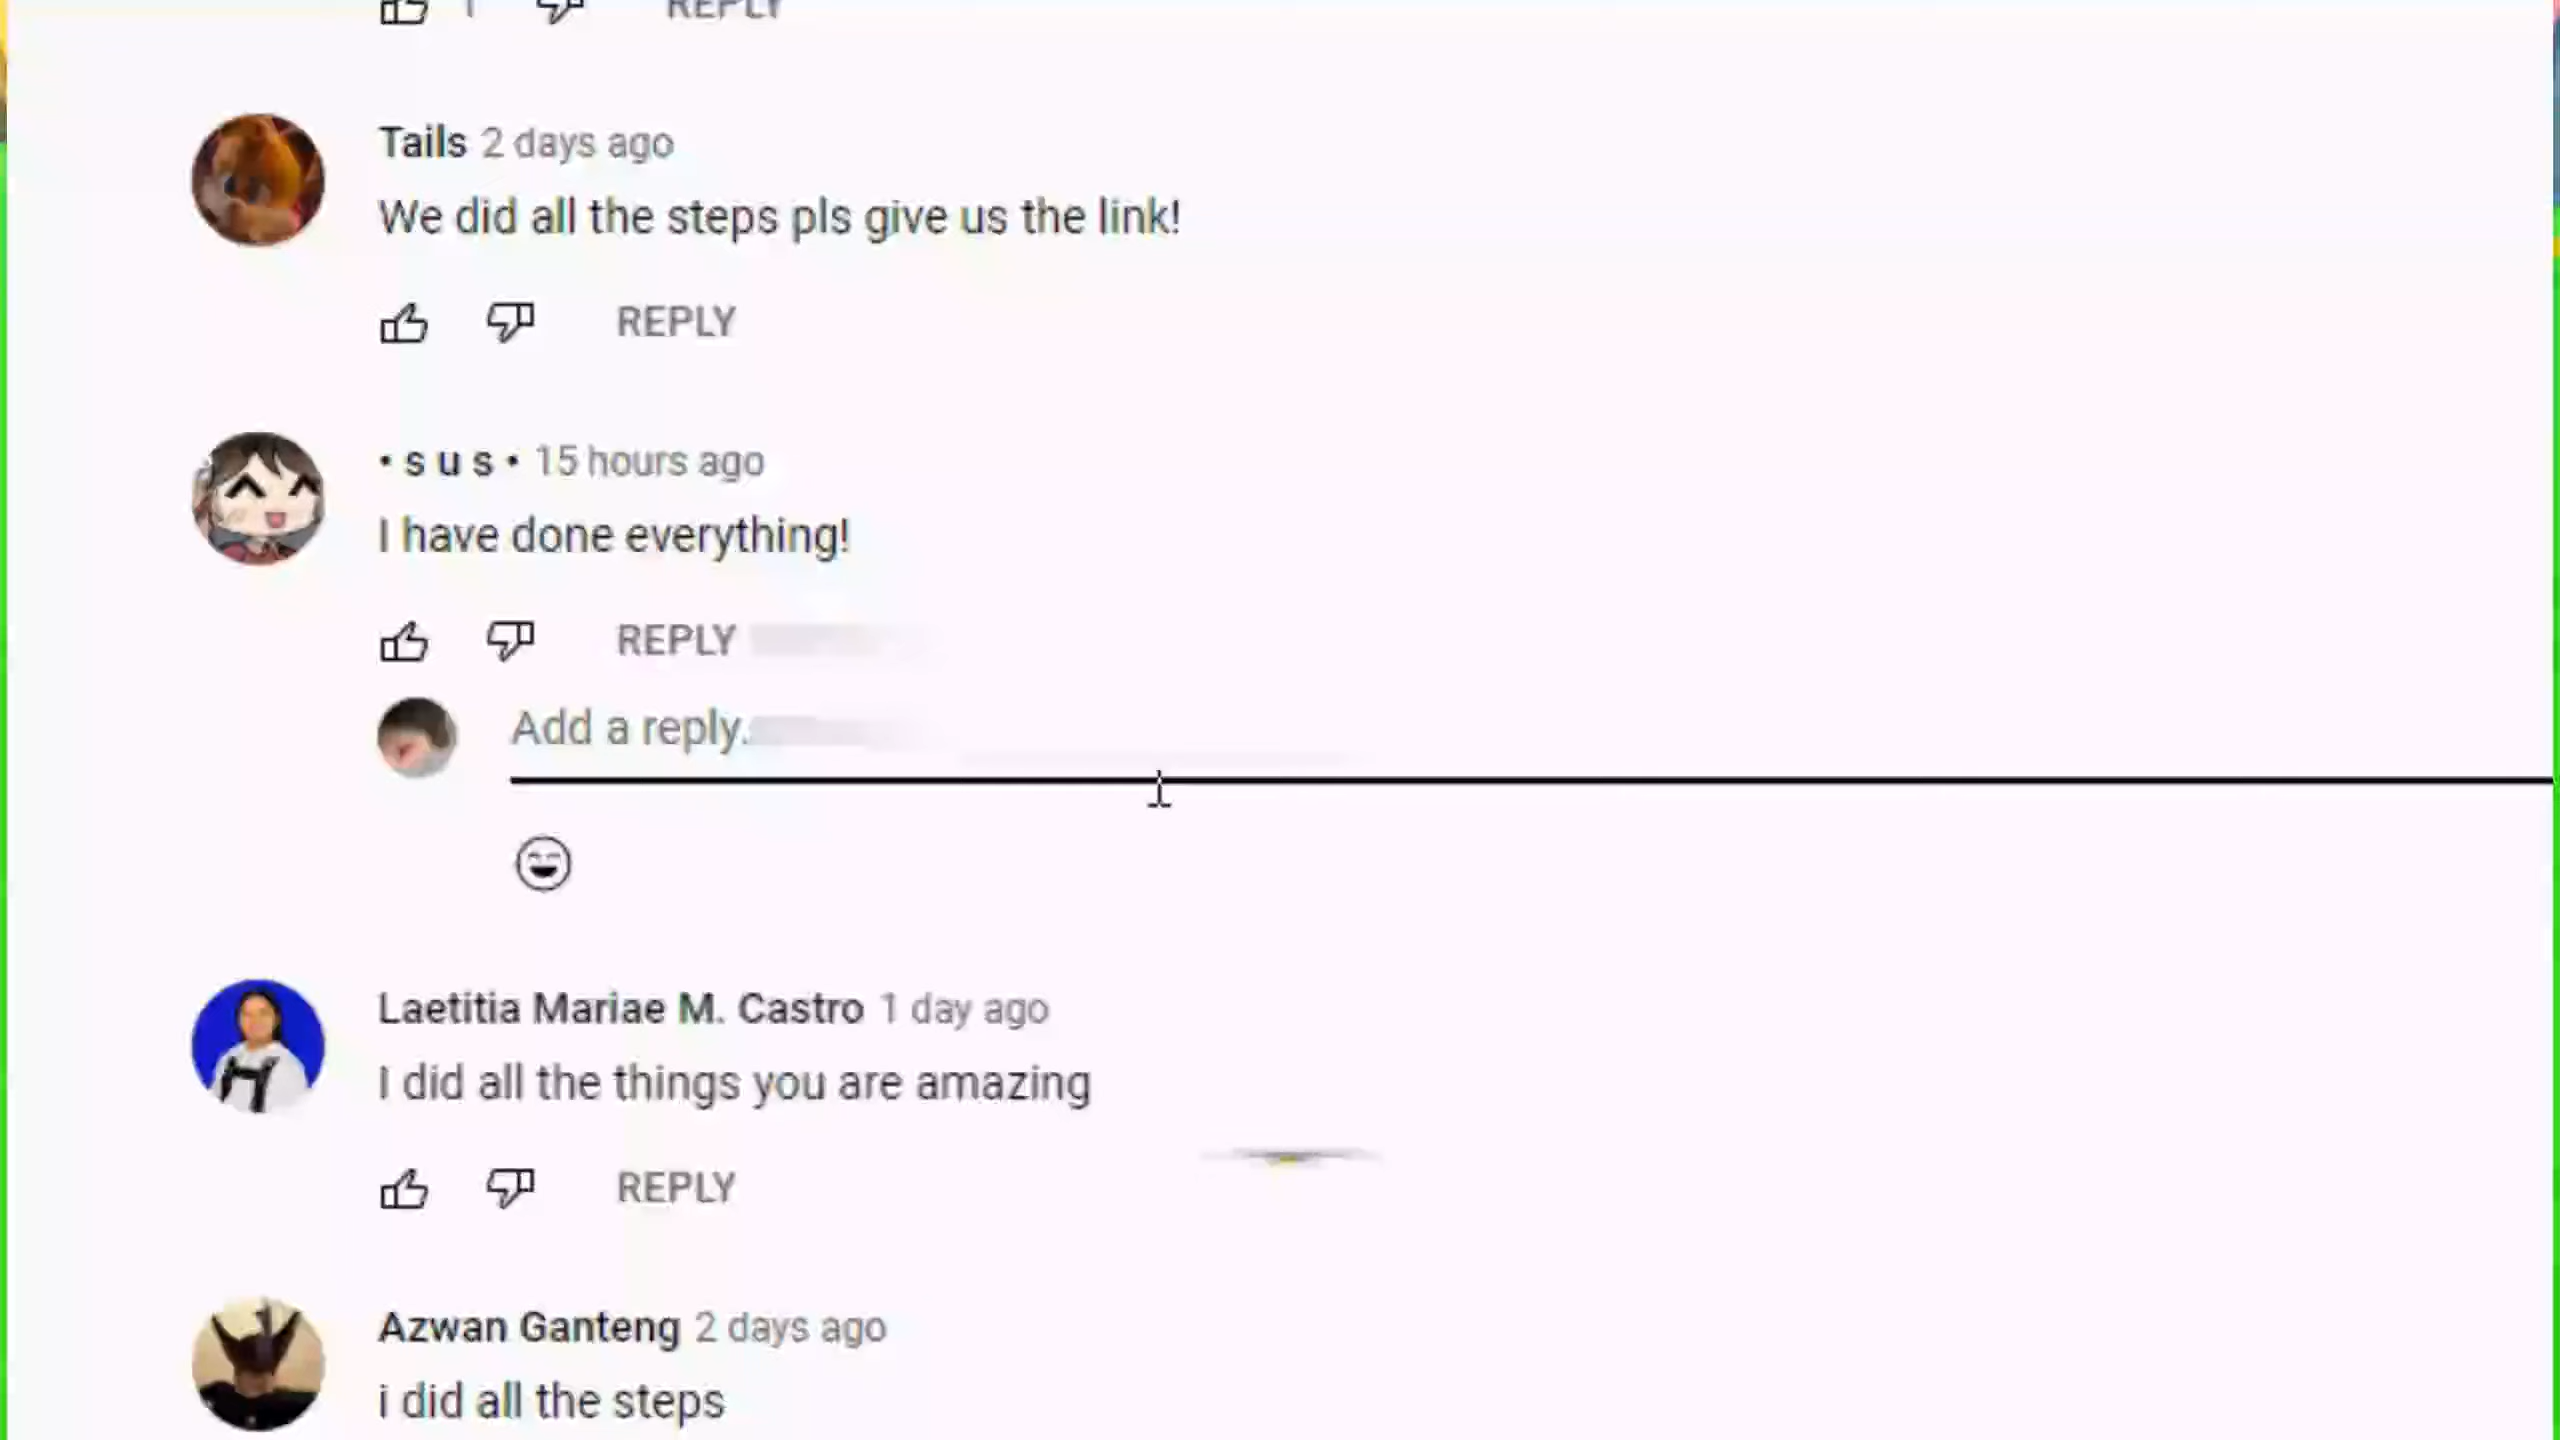 1 REPLY
Tails 2 days ago
We did all the steps pls give us the link!
REPLY
• s u s • 15 hours ago
I have done everything!
REPLY
Add a reply.
Laetitia Mariae M. Castro 1 day ago
I did all the things you are amazing
REPLY
Azwan Ganteng 2 days ago
i did all the steps